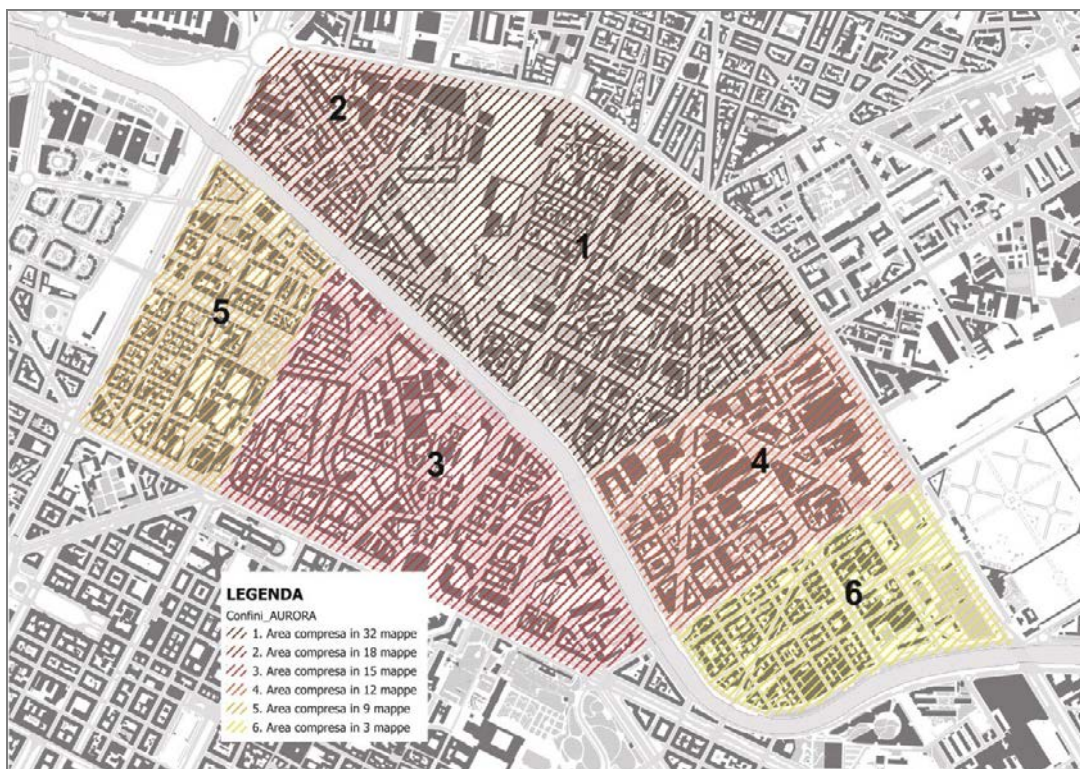 2
1
5
3
4
6
LEGENDA
Confini_AURORA
1. Area compresa in 32 mappe
2. Area compresa in 18 mappe
3. Area compresa in 15 mappe
4. Area compresa in 12 mappe
5. Area compresa in 9 mappe
6. Area compresa in 3 mappe